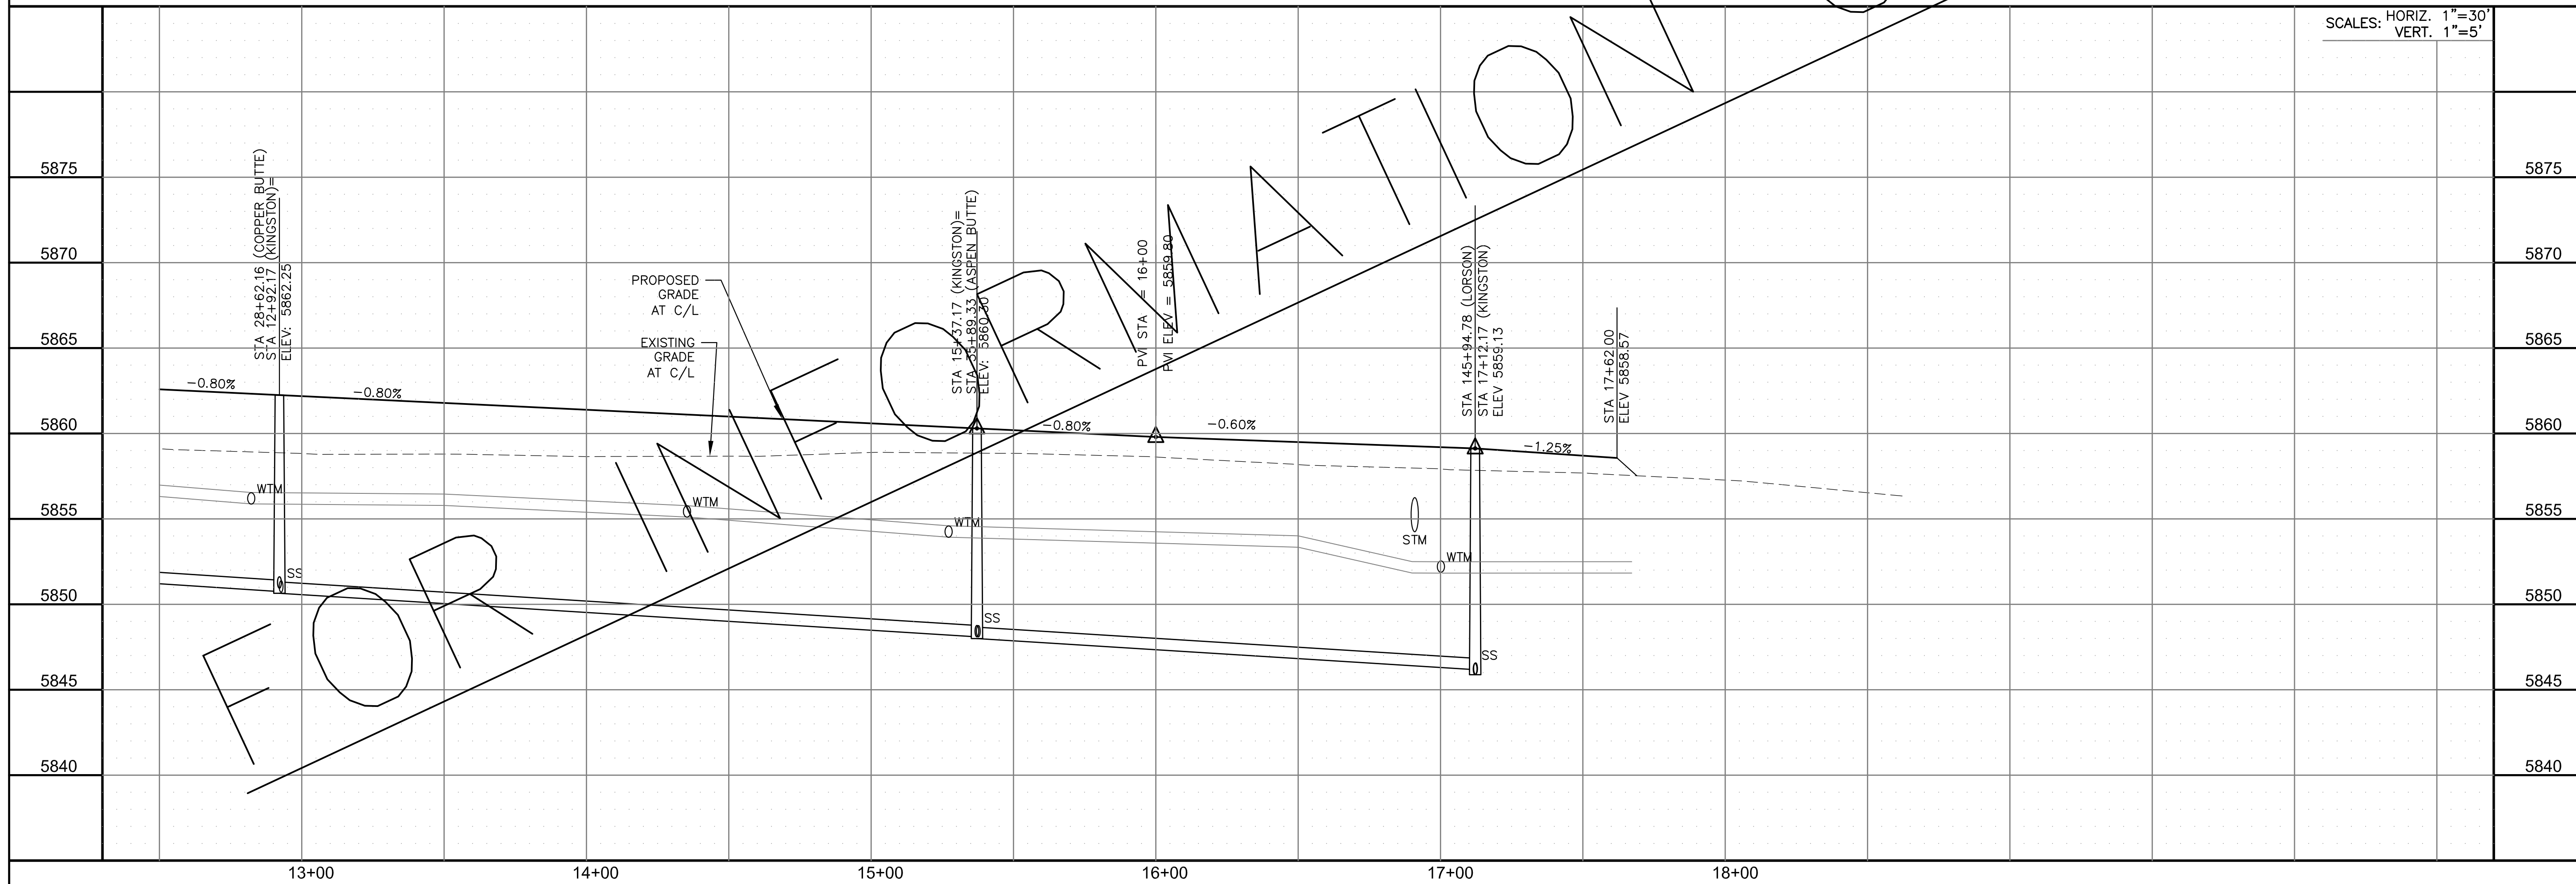 SCALES: HORIZ. 1"=30'
VERT. 1"=5'
5875
5870
5865
5860
5855
5850
5845
5840
STA 28+62.16 (COPPER BUTTE)
STA 12+92.17 (KINGSTON)=
ELEV: 5862.25
PROPOSED
GRADE
AT C/L
EXISTING
GRADE
AT C/L
STA 15+37.17 (KINGSTON)=
STA 35+89.33 (ASPEN BUTTE)
ELEV: 5860.30
PVI STA = 16+00
PVI ELEV = 5859.80
STA 145+94.78 (LORSON)
STA 17+12.17 (KINGSTON)
ELEV 5859.13
STA 17+62.00
ELEV 5858.57
-0.80%
-0.80%
-0.80%
-0.60%
-1.25%
WTM
WTM
WTM
STM
WTM
SS
SS
SS
FOR INFORMATION
5875
5870
5865
5860
5855
5850
5845
5840
13+00
14+00
15+00
16+00
17+00
18+00